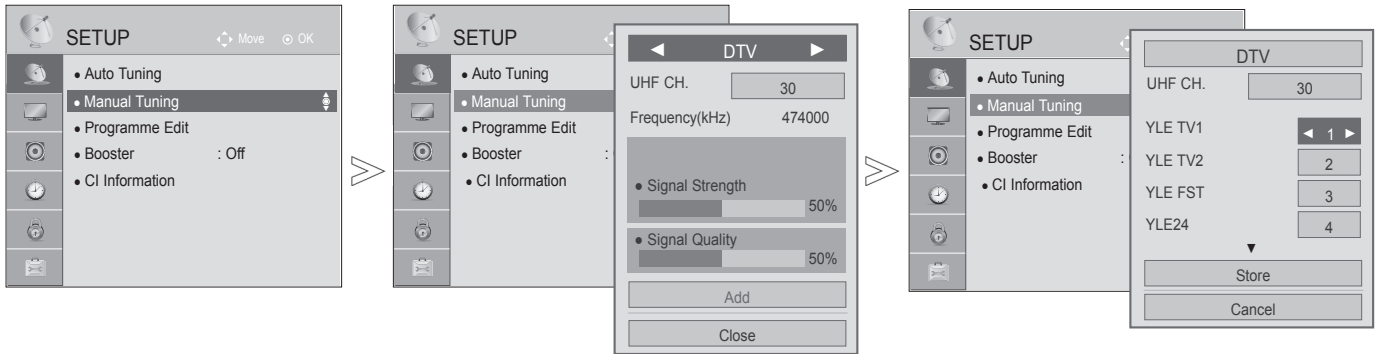 SETUP
Move OK
• Auto Tuning
• Manual Tuning
• Programme Edit
• Booster : Off
• CI Information
SETUP
• Auto Tuning
• Manual Tuning
• Programme Edit
• Booster :
• CI Information
◄ DTV ►
UHF CH. 30
Frequency(kHz) 474000
• Signal Strength
50%
• Signal Quality
50%
Add
Close
SETUP
• Auto Tuning
• Manual Tuning
• Programme Edit
• Booster :
• CI Information
DTV
UHF CH. 30
YLE TV1 ◄ 1 ►
YLE TV2 2
YLE FST 3
YLE24 4
▼
Store
Cancel